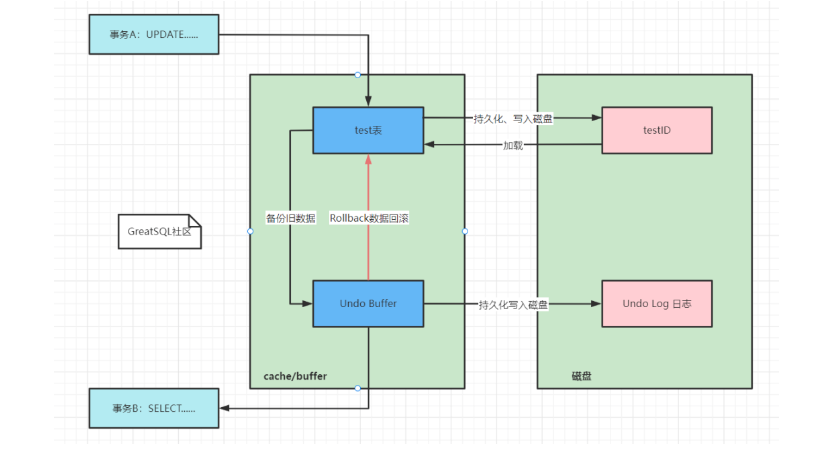 事务A：UPDATE......
test表
持久化、写入磁盘
testID
加载
备份旧数据
Rollback数据回滚
GreatSQL社区
Undo Buffer
持久化写入磁盘
Undo Log 日志
cache/buffer
磁盘
事务B：SELECT......